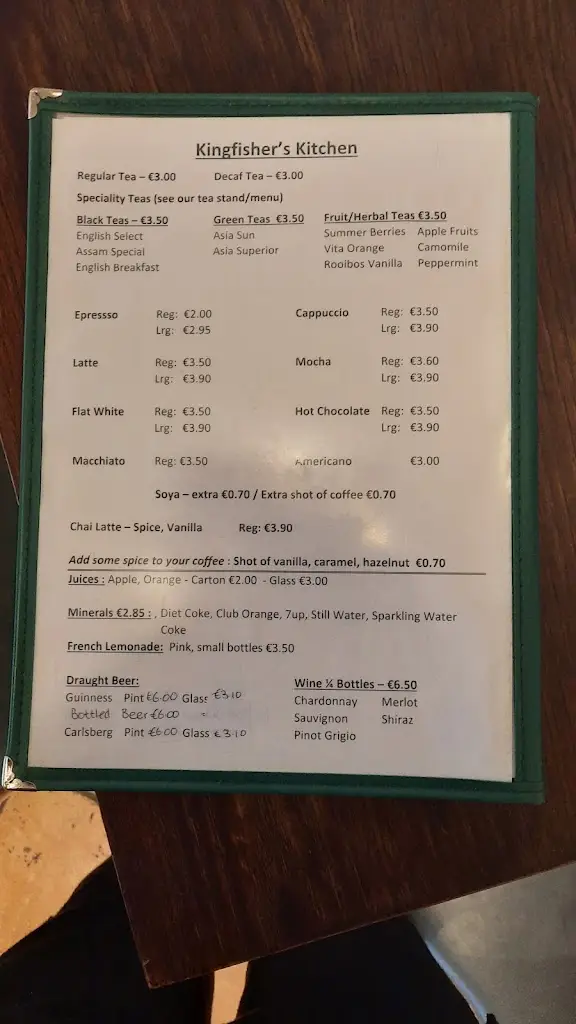 Kingfisher's Kitchen
Regular Tea – €3.00 Decaf Tea – €3.00
Speciality Teas (see our tea stand/menu)
Black Teas – €3.50 Green Teas €3.50 Fruit/Herbal Teas €3.50
English Select Asia Sun Summer Berries Apple Fruits
Assam Special Asia Superior Vita Orange Camomile
English Breakfast Rooibos Vanilla Peppermint
Epressso Reg: €2.00 Cappuccio Reg: €3.50
Lrg: €2.95 Lrg: €3.90
Latte Reg: €3.50 Mocha Reg: €3.60
Lrg: €3.90 Lrg: €3.90
Flat White Reg: €3.50 Hot Chocolate Reg: €3.50
Lrg: €3.90 Lrg: €3.90
Macchiato Reg: €3.50 Americano €3.00
Soya – extra €0.70 / Extra shot of coffee €0.70
Chai Latte – Spice, Vanilla Reg: €3.90
Add some spice to your coffee : Shot of vanilla, caramel, hazelnut €0.70
Juices : Apple, Orange - Carton €2.00 - Glass €3.00
Minerals €2.85 : , Diet Coke, Club Orange, 7up, Still Water, Sparkling Water
Coke
French Lemonade: Pink, small bottles €3.50
Draught Beer: Wine ¼ Bottles – €6.50
Guinness Pint €6.00 Glass €3.10 Chardonnay Merlot
Bottled Beer €6.00 Sauvignon Shiraz
Carlsberg Pint €6.00 Glass €3.10 Pinot Grigio